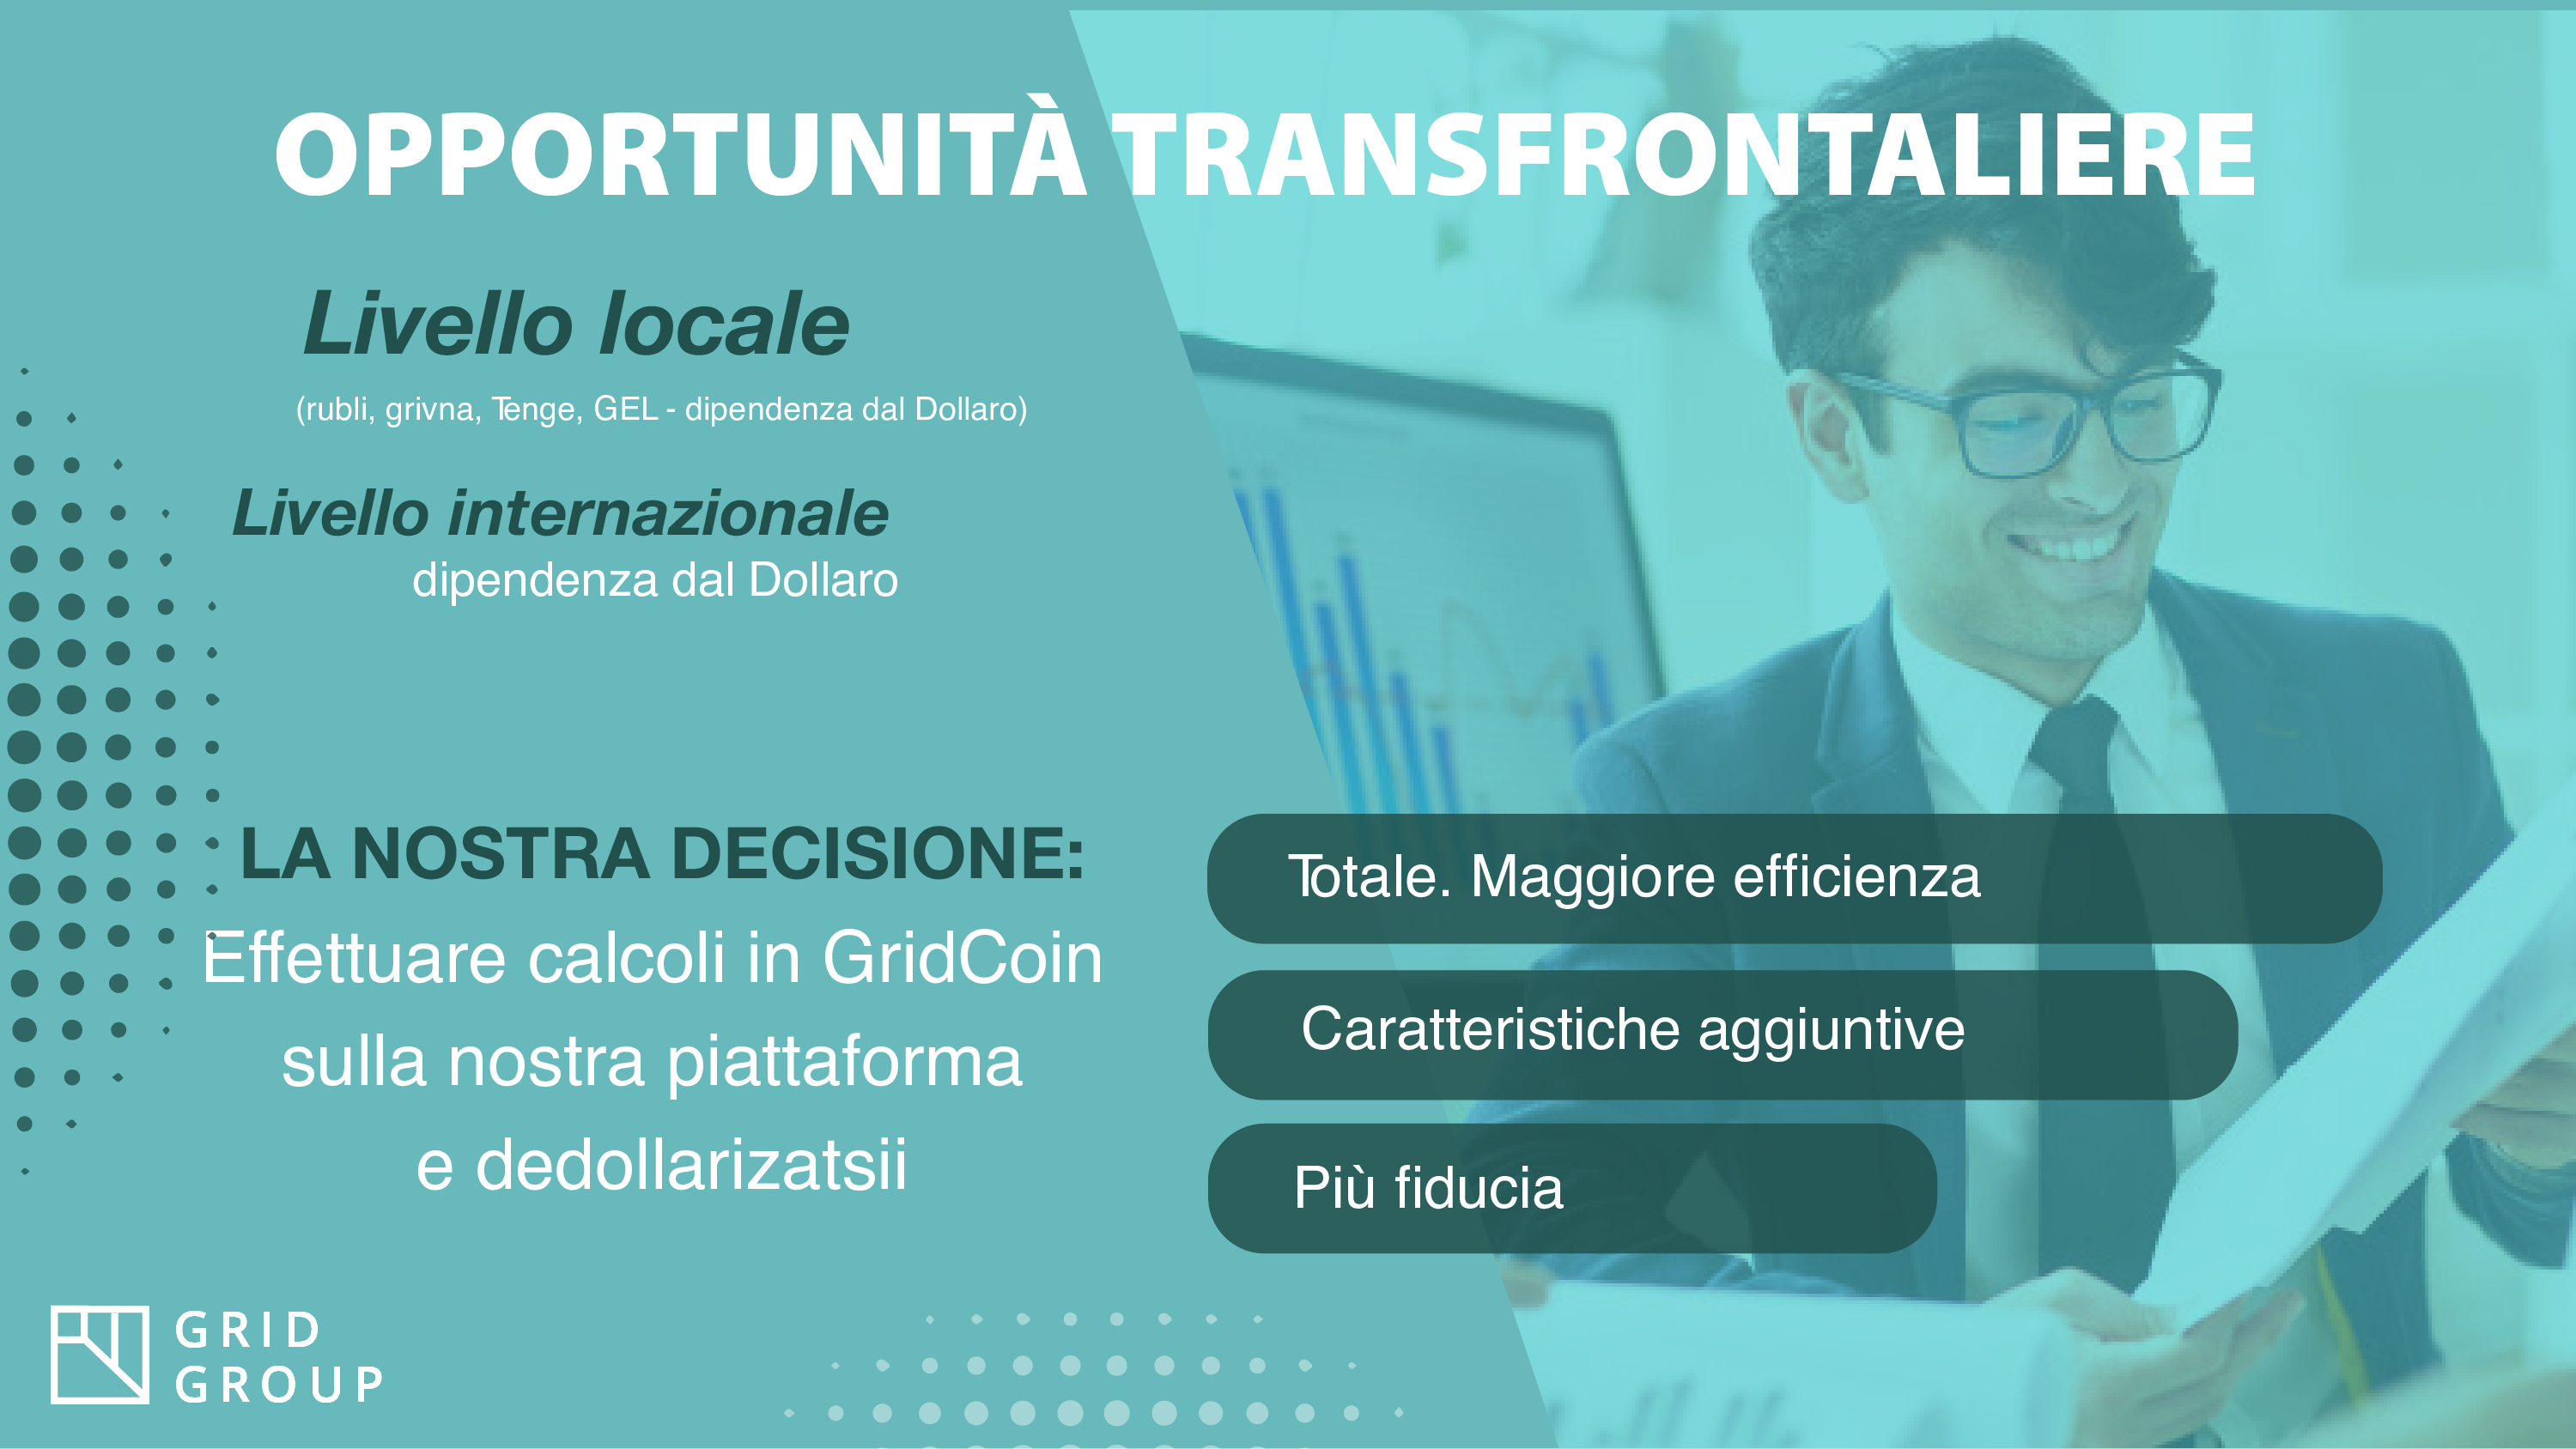 OPPORTUNITÀ TRANSFRONTALIERE
Livello locale
(rubli, grivna, Tenge, GEL - dipendenza dal Dollaro)
Livello internazionale
dipendenza dal Dollaro
LA NOSTRA DECISIONE:
Effettuare calcoli in GridCoin
sulla nostra piattaforma
e dedollarizatsii
Totale. Maggiore efficienza
Caratteristiche aggiuntive
Più fiducia
GRID
GROUP